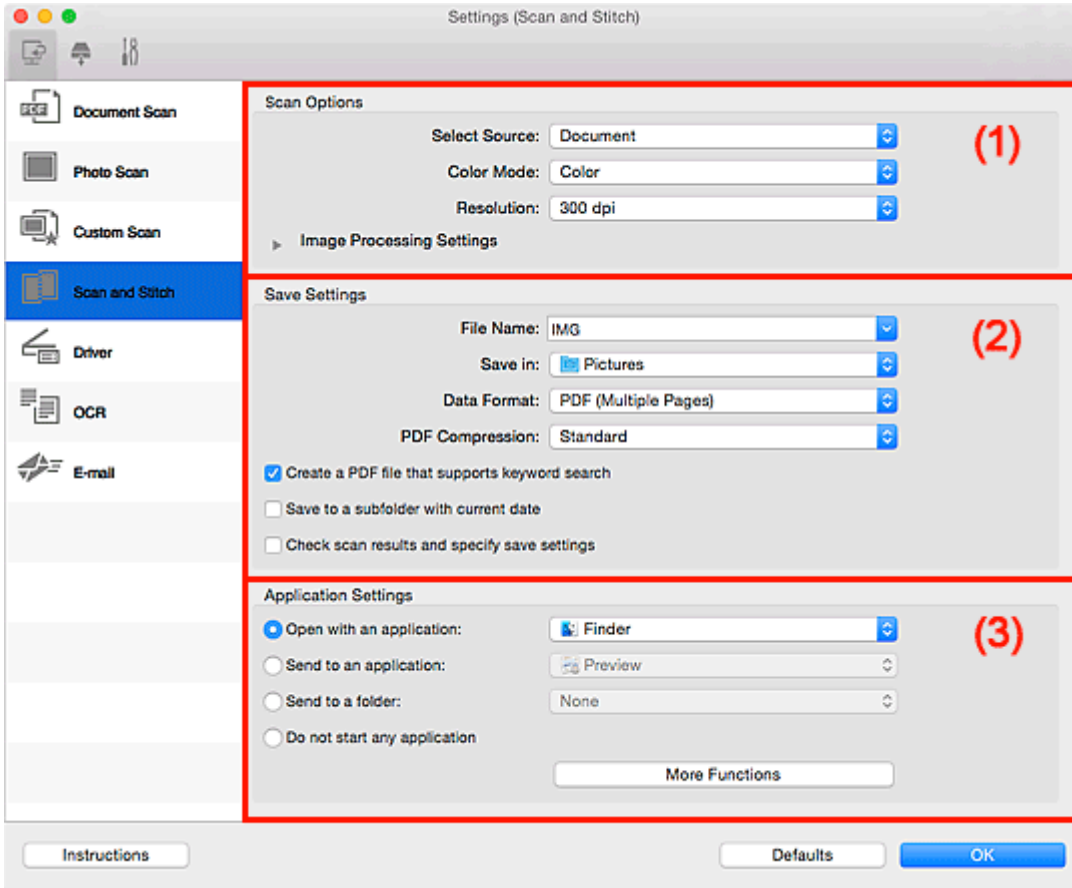 Settings (Scan and Stitch)
PDF
Document Scan
Photo Scan
Custom Scan
Scan and Stitch
Driver
OCR
E-mail
Scan Options
(1)
Select Source: Document
Color Mode: Color
Resolution: 300 dpi
Image Processing Settings
Save Settings
(2)
File Name: IMG
Save in: Pictures
Data Format: PDF (Multiple Pages)
PDF Compression: Standard
Create a PDF file that supports keyword search
Save to a subfolder with current date
Check scan results and specify save settings
Application Settings
(3)
Open with an application: Finder
Send to an application: Preview
Send to a folder: None
Do not start any application
More Functions
Instructions
Defaults
OK